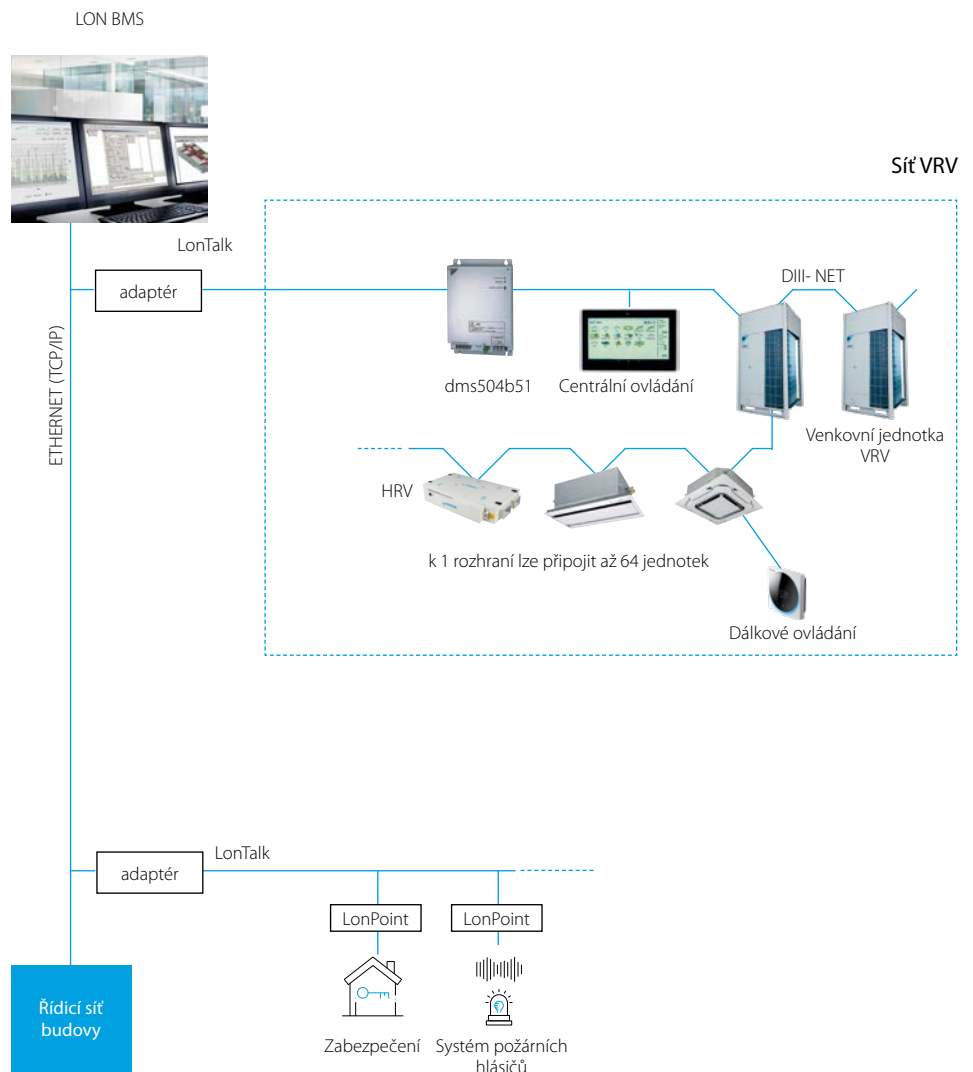 LON BMS
Síť VRV
LonTalk
adaptér
DIII- NET
ETHERNET (TCP/IP)
dms504b51
Centrální ovládání
Venkovní jednotka
VRV
HRV
k 1 rozhraní lze připojit až 64 jednotek
Dálkové ovládání
LonTalk
adaptér
LonPoint
LonPoint
Řídicí síť
budovy
Zabezpečení
Systém požárních
hlásičů